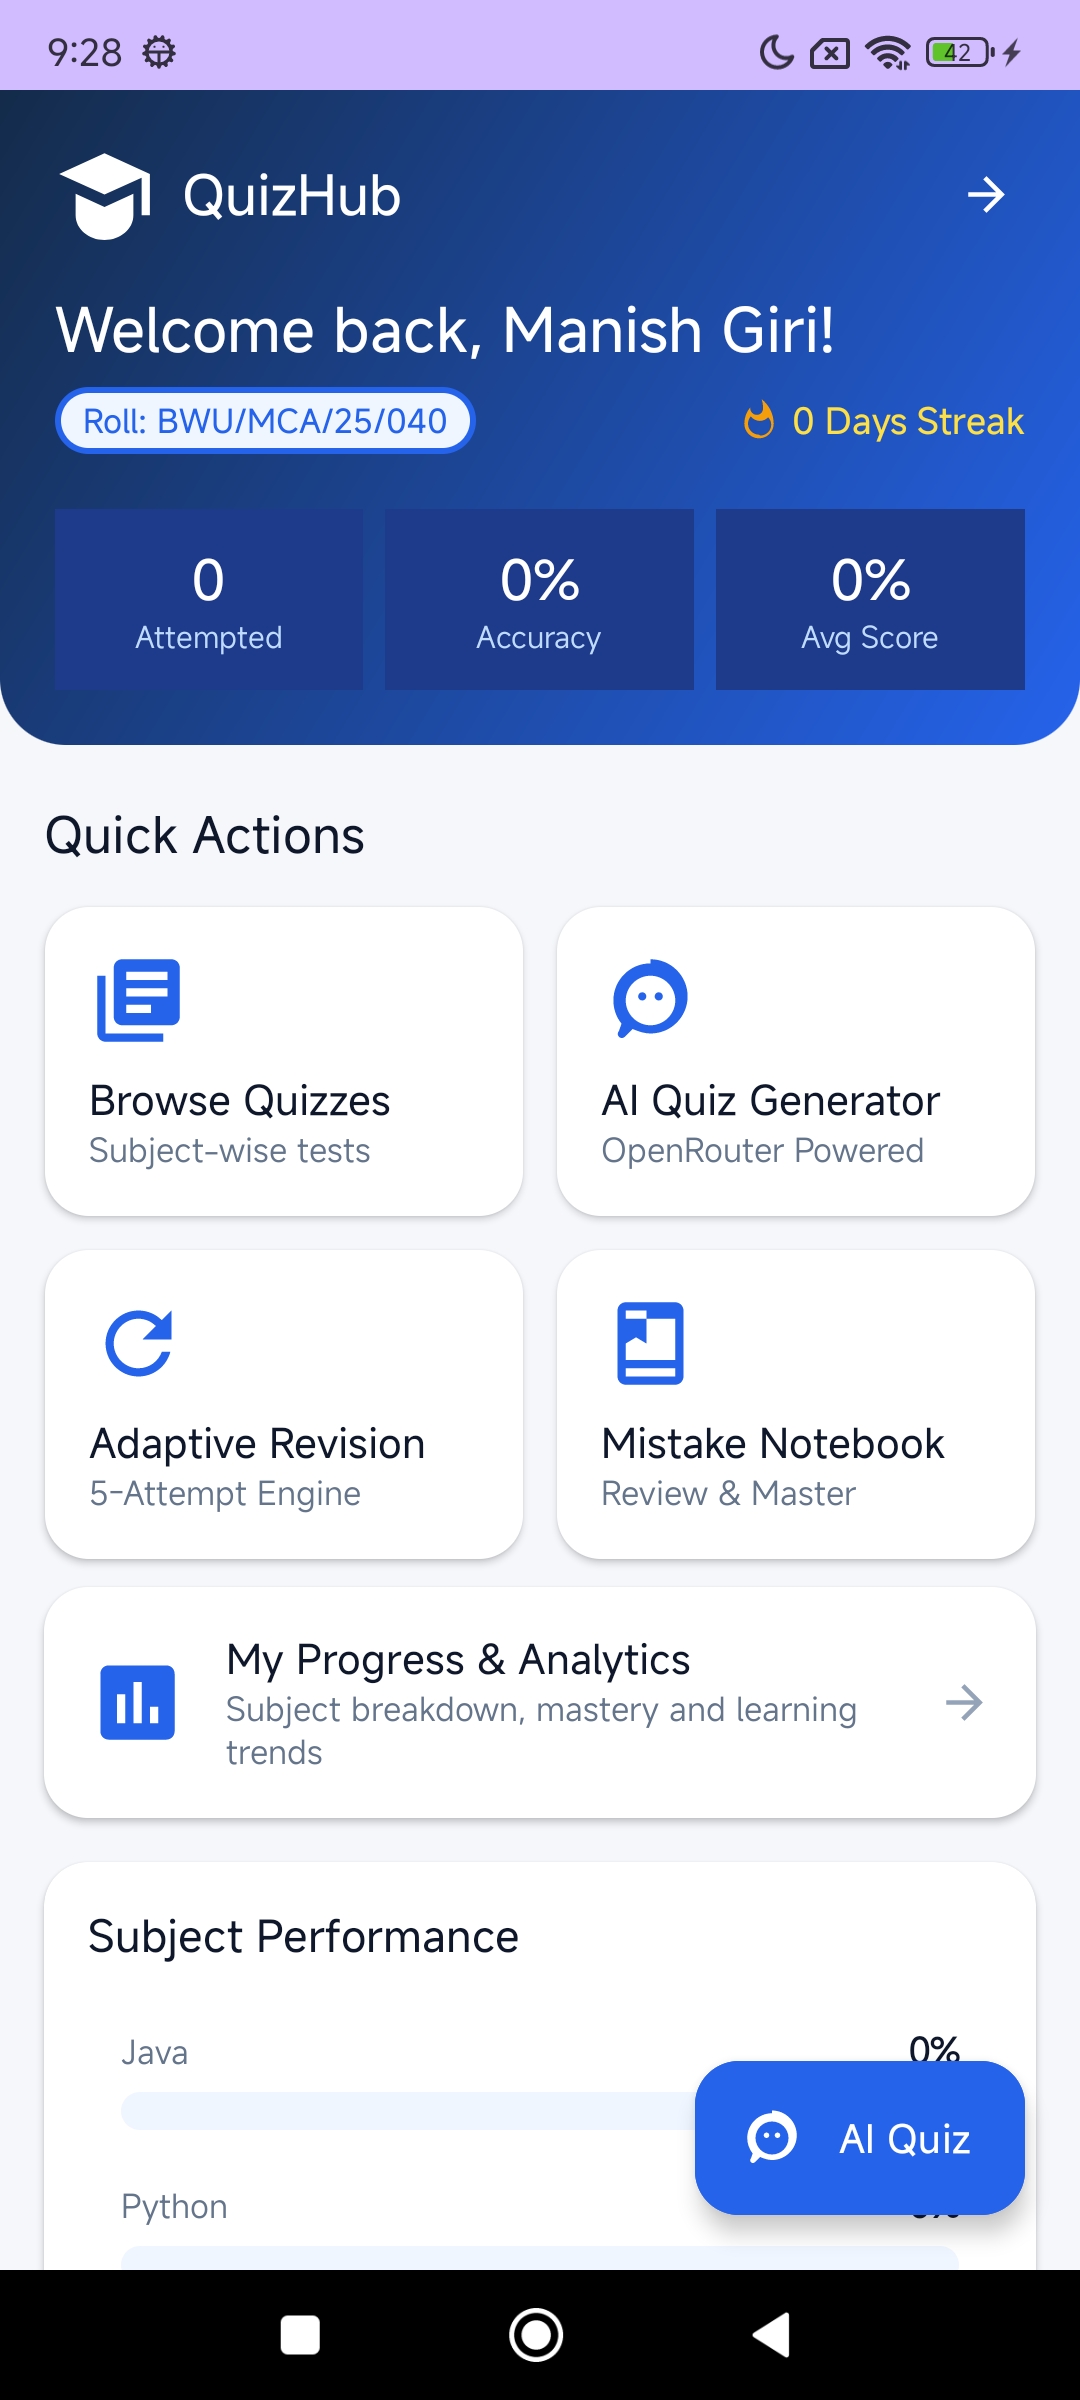 9:28
42
QuizHub
Welcome back, Manish Giri!
Roll: BWU/MCA/25/040
0 Days Streak
0
Attempted
0%
Accuracy
0%
Avg Score
Quick Actions
Browse Quizzes
Subject-wise tests
AI Quiz Generator
OpenRouter Powered
Adaptive Revision
5-Attempt Engine
Mistake Notebook
Review & Master
My Progress & Analytics
Subject breakdown, mastery and learning
trends
Subject Performance
Java
0%
AI Quiz
Python